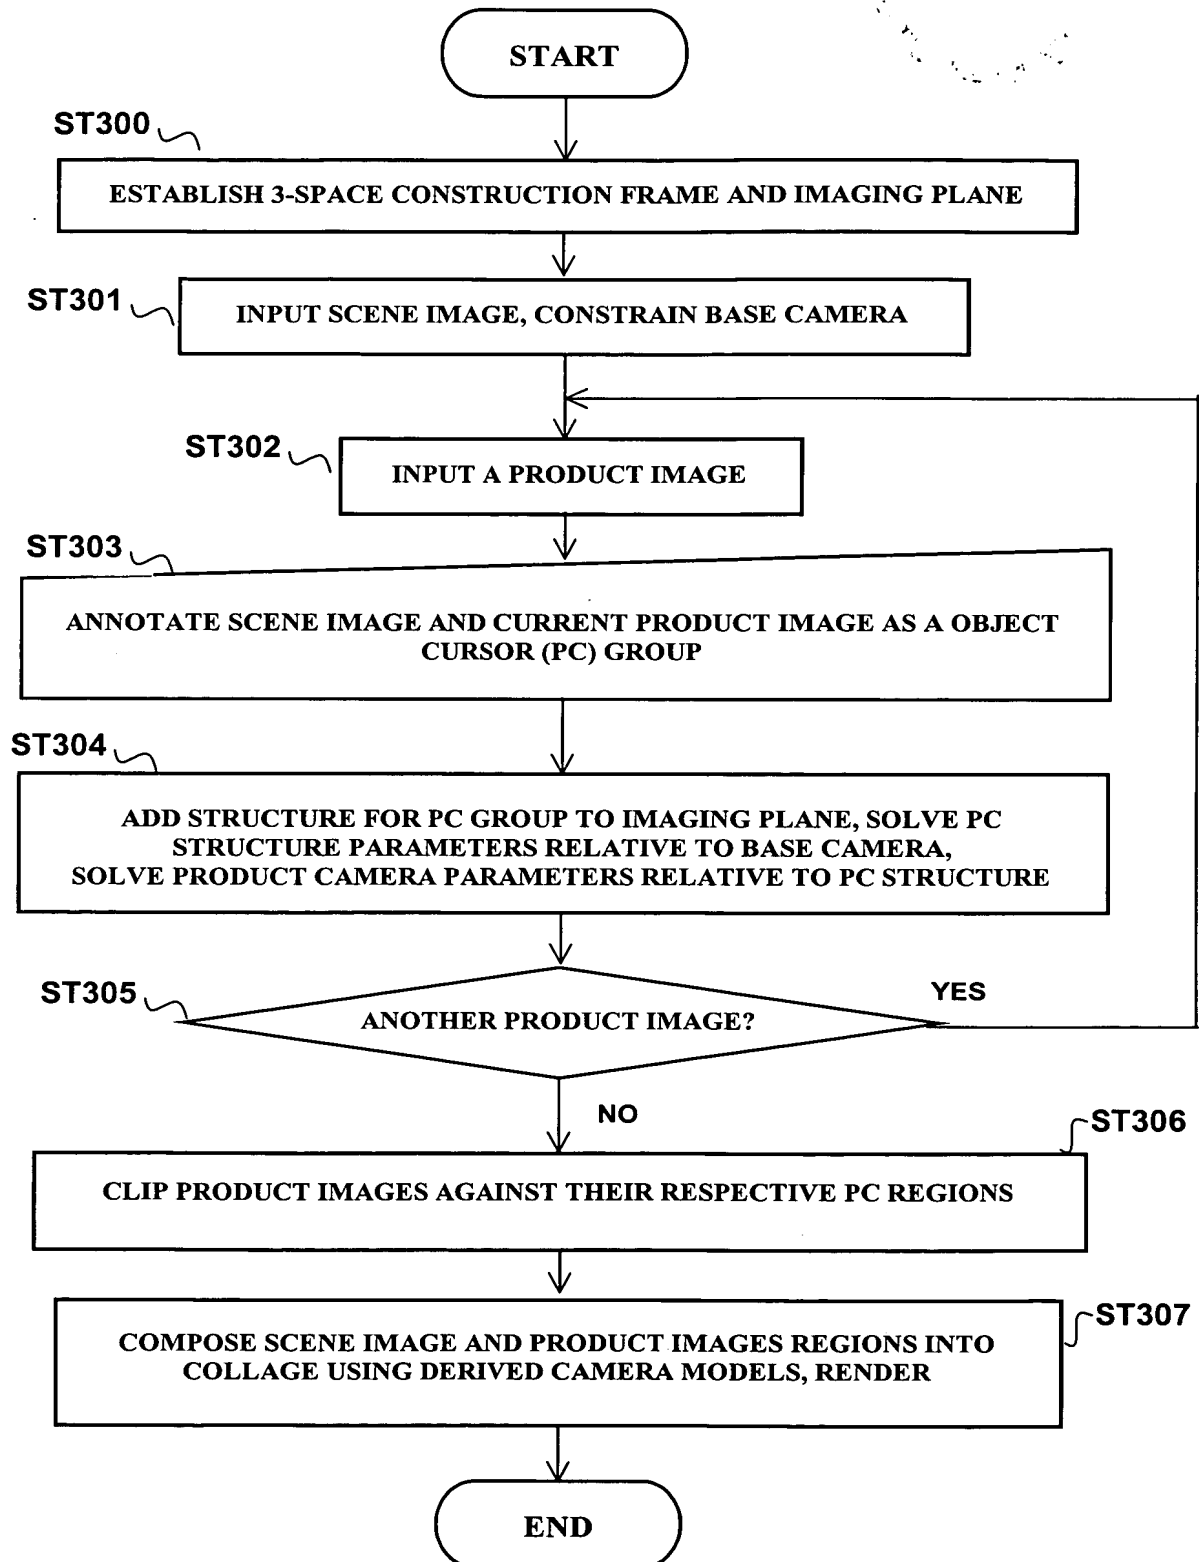 START
ST300
ESTABLISH 3-SPACE CONSTRUCTION FRAME AND IMAGING PLANE
ST301
INPUT SCENE IMAGE, CONSTRAIN BASE CAMERA
ST302
INPUT A PRODUCT IMAGE
ST303
ANNOTATE SCENE IMAGE AND CURRENT PRODUCT IMAGE AS A OBJECT
CURSOR (PC) GROUP
ST304
ADD STRUCTURE FOR PC GROUP TO IMAGING PLANE, SOLVE PC
STRUCTURE PARAMETERS RELATIVE TO BASE CAMERA,
SOLVE PRODUCT CAMERA PARAMETERS RELATIVE TO PC STRUCTURE
ST305
YES
ANOTHER PRODUCT IMAGE?
NO
ST306
CLIP PRODUCT IMAGES AGAINST THEIR RESPECTIVE PC REGIONS
ST307
COMPOSE SCENE IMAGE AND PRODUCT IMAGES REGIONS INTO
COLLAGE USING DERIVED CAMERA MODELS, RENDER
END